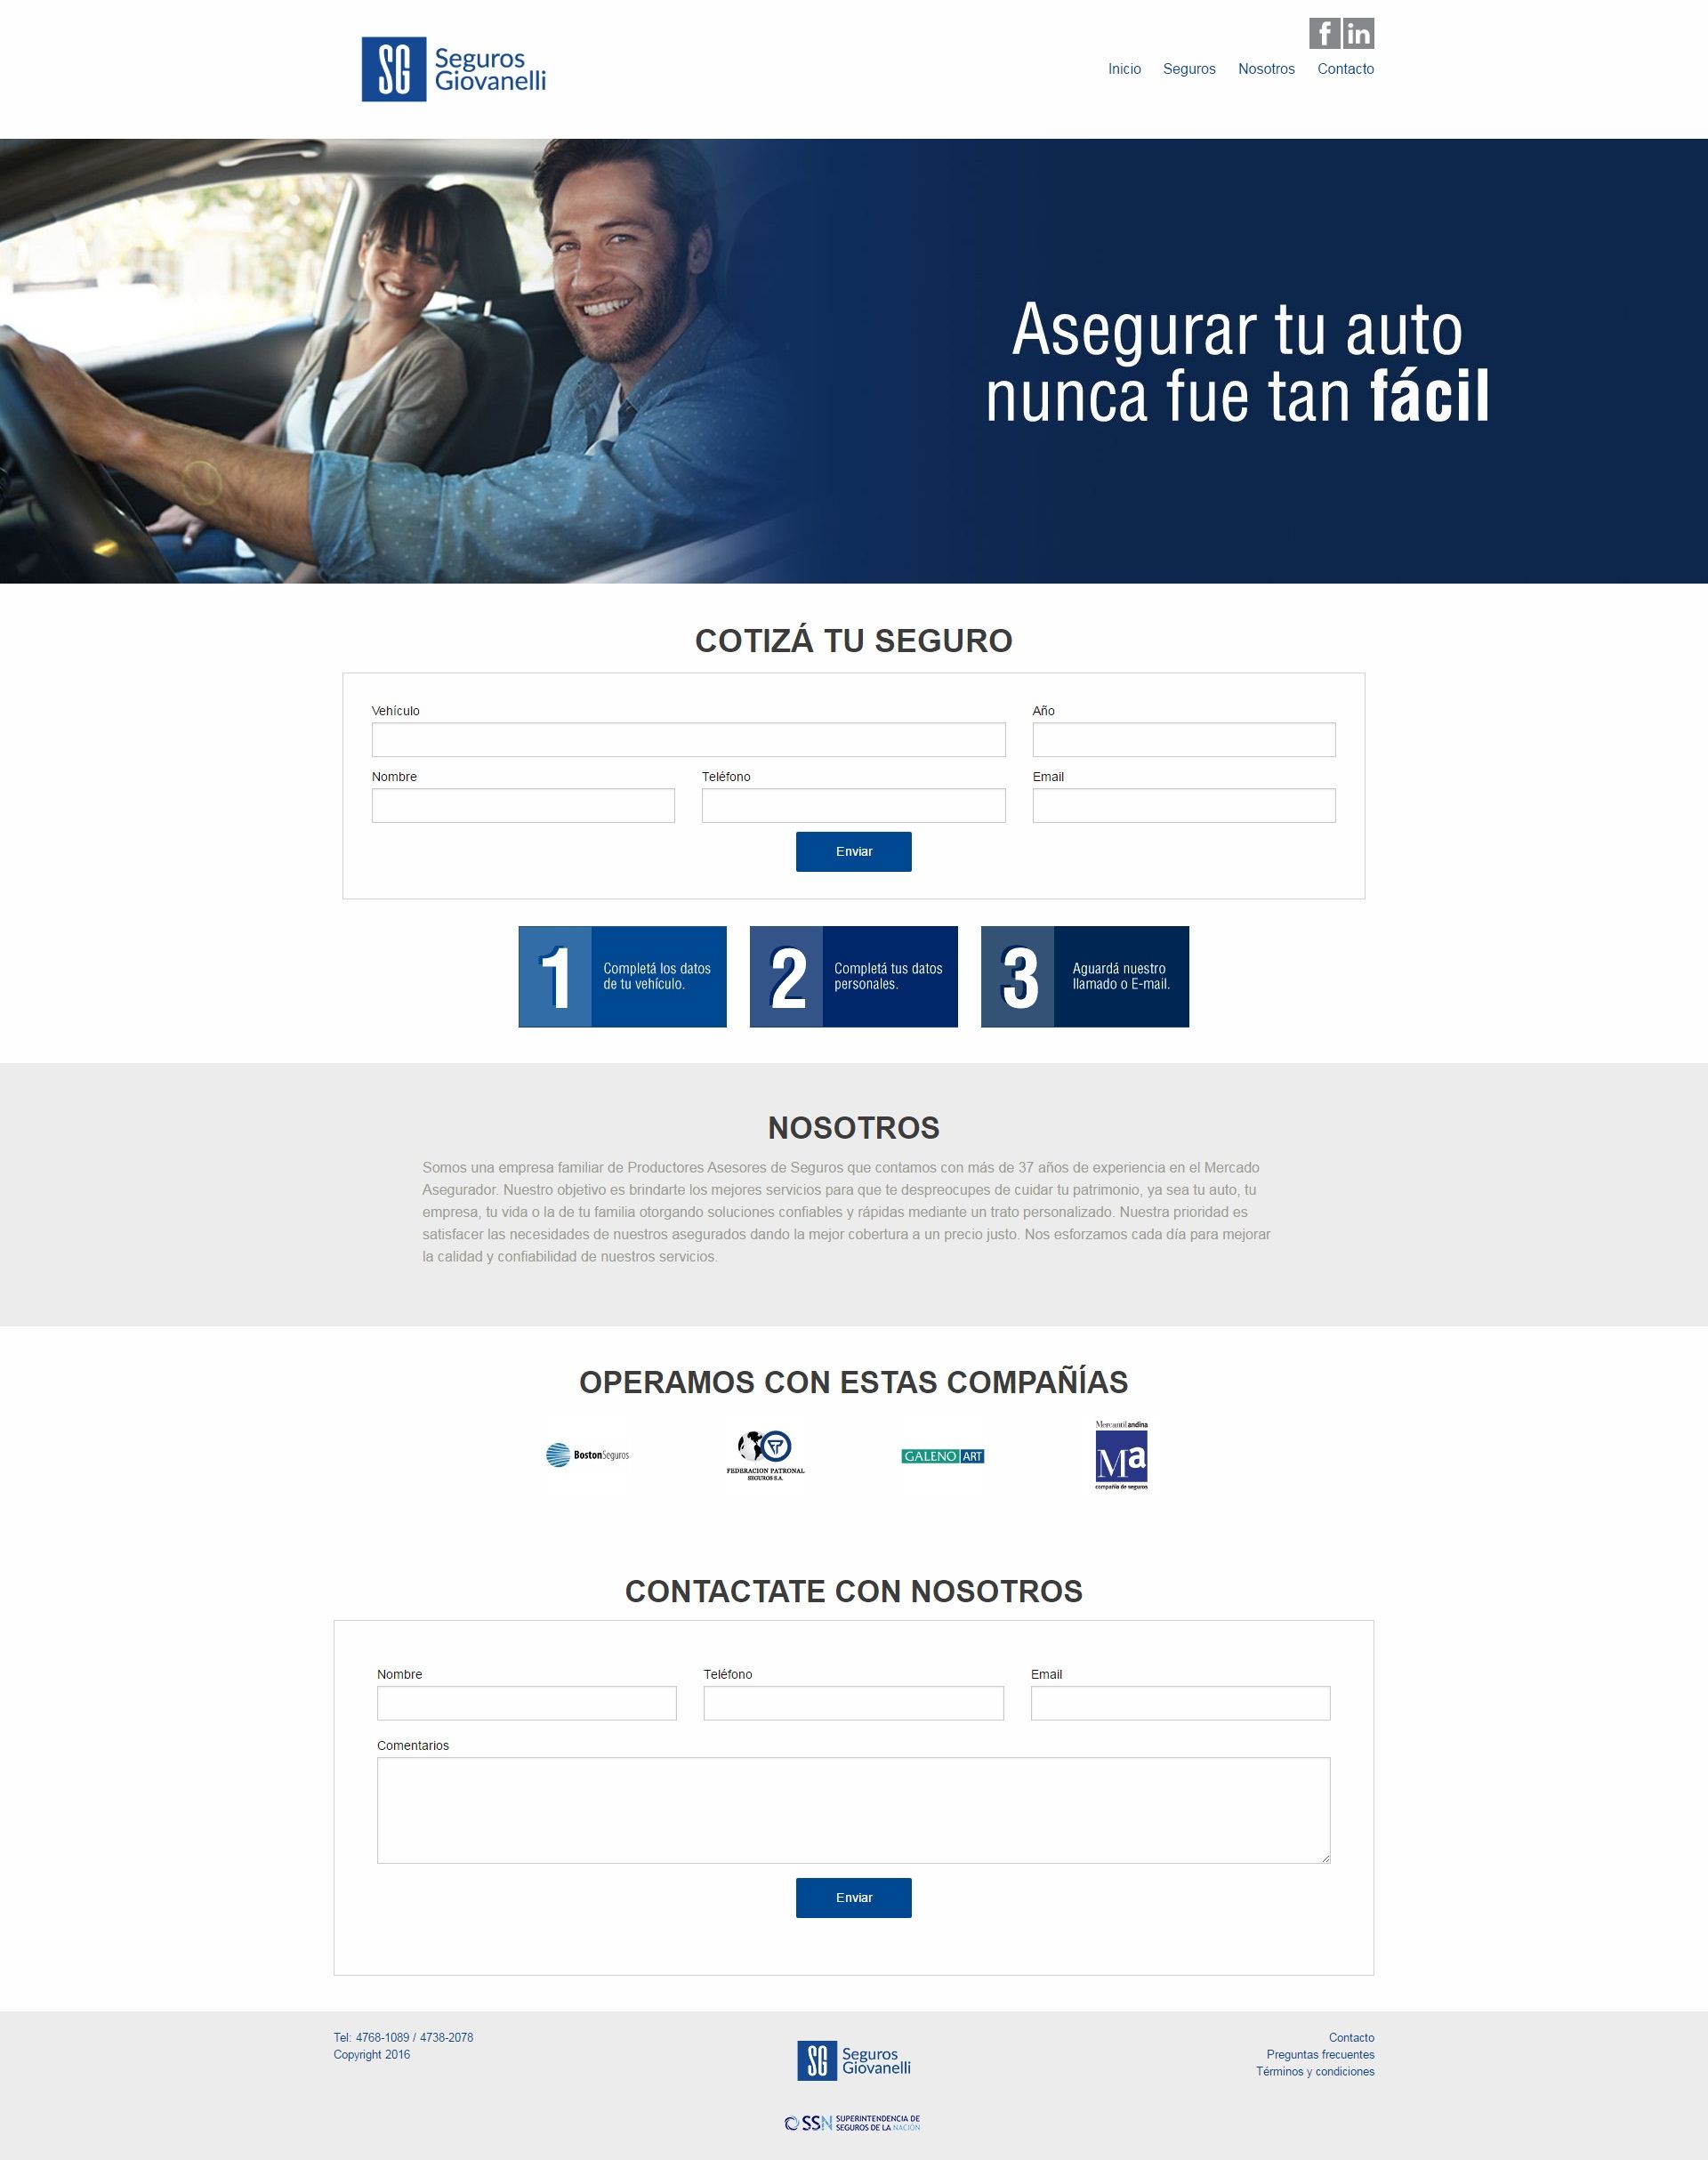 SG Seguros
Giovanelli
f in
Inicio Seguros Nosotros Contacto
Asegurar tu auto
nunca fue tan fácil
COTIZÁ TU SEGURO
Vehículo Año
Nombre Teléfono Email
Enviar
1 Completá los datos
de tu vehículo.
2 Completá tus datos
personales.
3 Aguardá nuestro
llamado o E-mail.
NOSOTROS
Somos una empresa familiar de Productores Asesores de Seguros que contamos con más de 37 años de experiencia en el Mercado
Asegurador. Nuestro objetivo es brindarte los mejores servicios para que te despreocupes de cuidar tu patrimonio, ya sea tu auto, tu
empresa, tu vida o la de tu familia otorgando soluciones confiables y rápidas mediante un trato personalizado. Nuestra prioridad es
satisfacer las necesidades de nuestros asegurados dando la mejor cobertura a un precio justo. Nos esforzamos cada día para mejorar
la calidad y confiabilidad de nuestros servicios.
OPERAMOS CON ESTAS COMPAÑÍAS
BostonSeguros
FEDERACION PATRONAL
SEGUROS S.A.
GALENO ART
Mercantil andina
Ma
compañía de seguros
CONTACTATE CON NOSOTROS
Nombre Teléfono Email
Comentarios
Enviar
Tel: 4768-1089 / 4738-2078
Copyright 2016
SG Seguros
Giovanelli
SSN SUPERINTENDENCIA DE
SEGUROS DE LA NACIÓN
Contacto
Preguntas frecuentes
Términos y condiciones